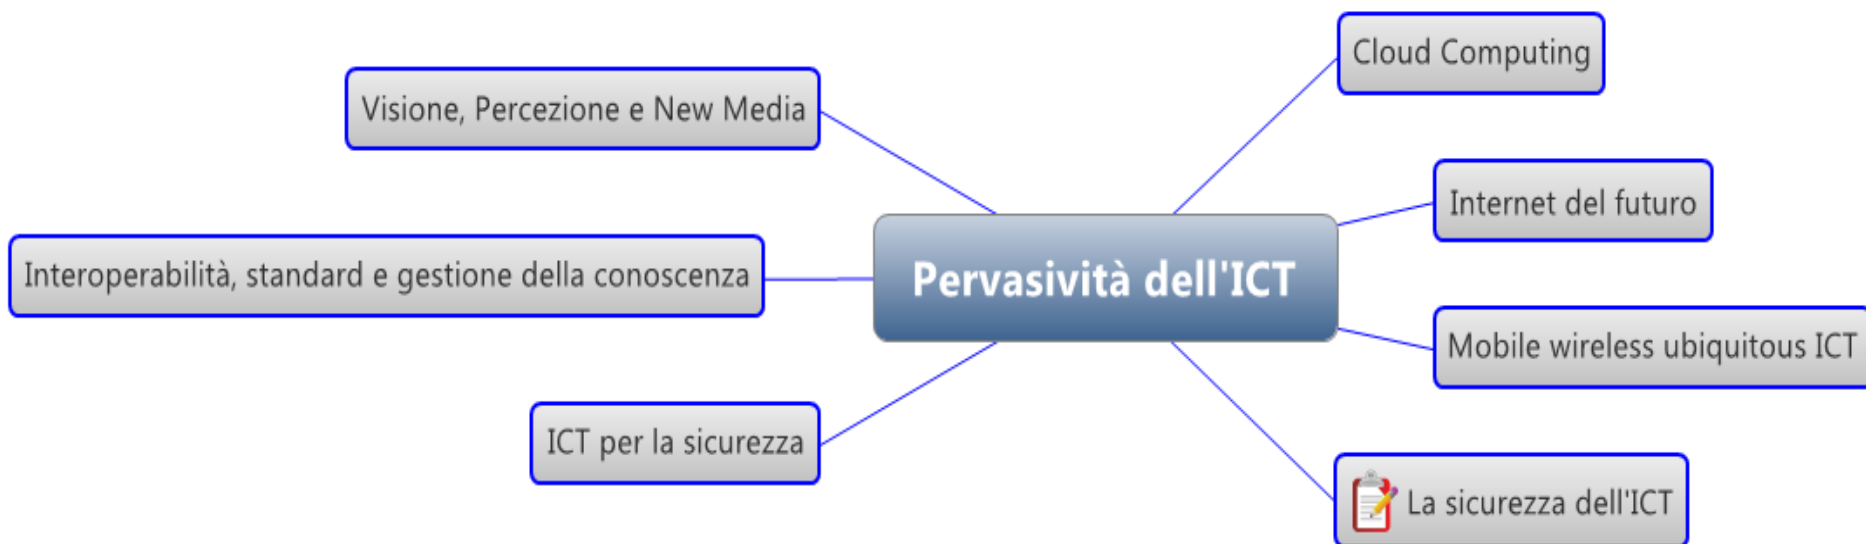 Cloud Computing
Visione, Percezione e New Media
Internet del futuro
Interoperabilità, standard e gestione della conoscenza
Pervasività dell'ICT
Mobile wireless ubiquitous ICT
ICT per la sicurezza
La sicurezza dell'ICT